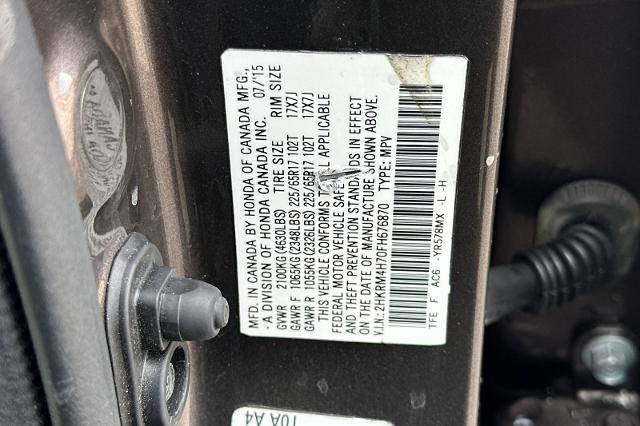 MFD. IN CANADA BY HONDA OF CANADA MFG.,
A DIVISION OF HONDA CANADA INC. 07/15
GVWR 2100KG (4630LBS) TIRE SIZE RIM SIZE
GAWR F 1065KG (2348LBS) 225/65R17 102T 17X7J
GAWR R 1055KG (2326LBS) 225/65R17 102T 17X7J
THIS VEHICLE CONFORMS TO APPLICABLE
FEDERAL MOTOR VEHICLE SAFE
AND THEFT PREVENTION STANDARDS IN EFFECT
ON THE DATE OF MANUFACTURE SHOWN ABOVE.
V.I.N.: 2HKRM4H70FH676870 TYPE: MPV
TFE F AC6 -YR578MX -L -H
10A A4